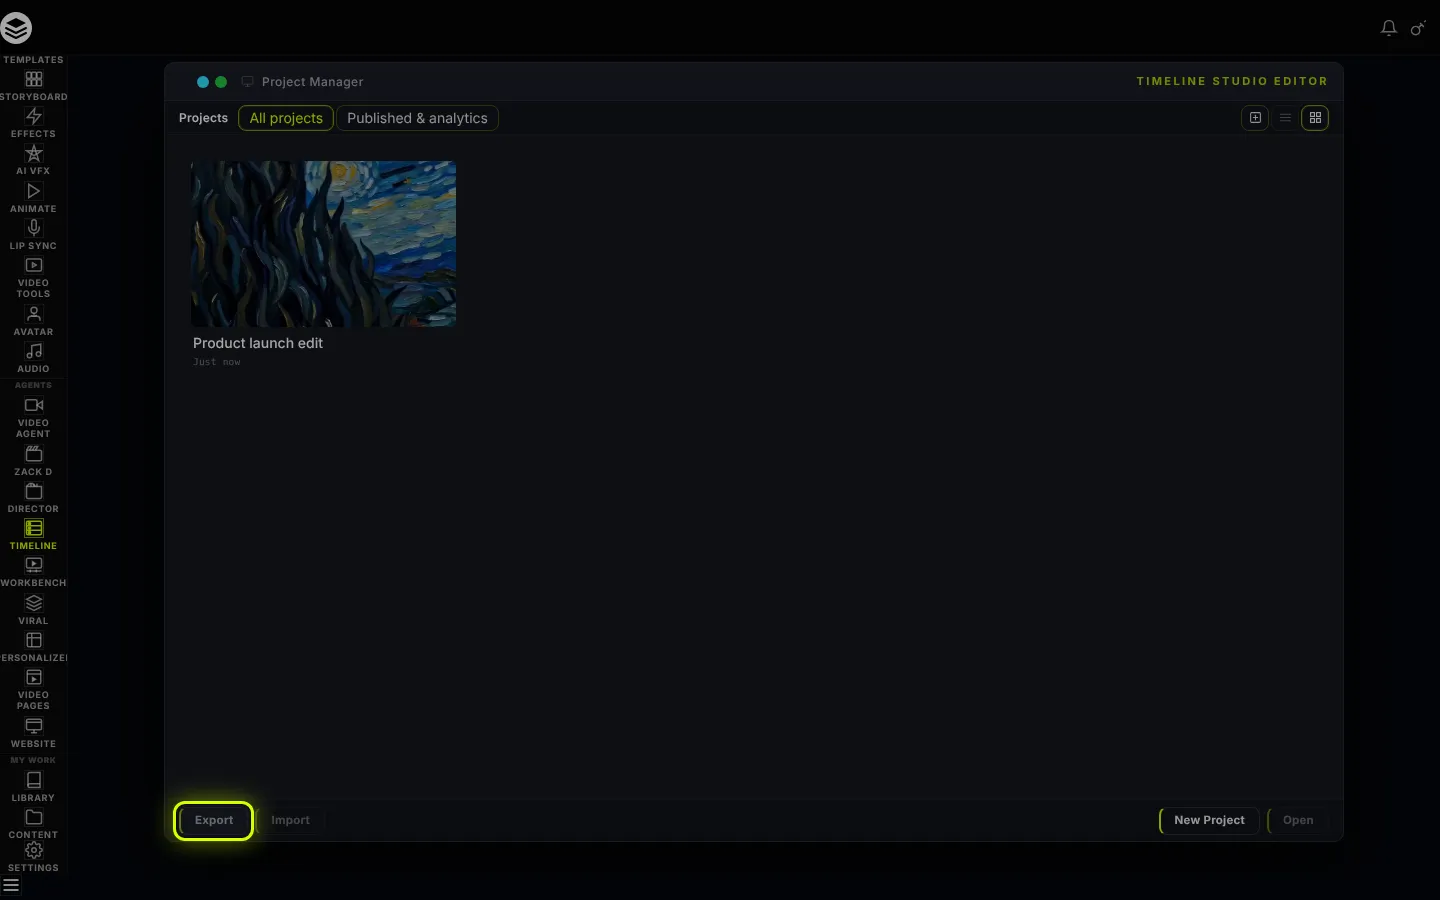 TEMPLATES
STORYBOARD
EFFECTS
AI VFX
ANIMATE
LIP SYNC
VIDEO
TOOLS
AVATAR
AUDIO
AGENTS
VIDEO
AGENT
ZACK D
DIRECTOR
TIMELINE
WORKBENCH
VIRAL
ERSONALIZE
VIDEO
PAGES
WEBSITE
MY WORK
LIBRARY
CONTENT
SETTINGS
Project Manager
TIMELINE STUDIO EDITOR
Projects All projects Published & analytics
Product launch edit
Just now
Export Import New Project Open